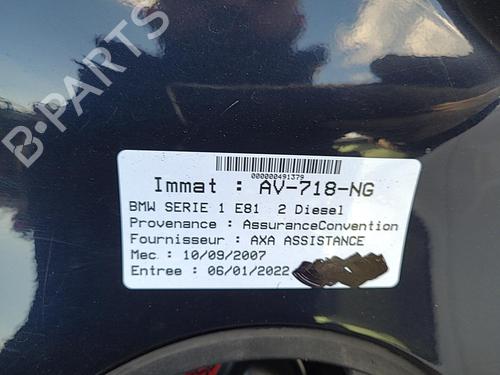 B-PARTS
000000491379
Immat : AV-718-NG
BMW SERIE 1 E81 2 Diesel
Provenance : AssuranceConvention
Fournisseur : AXA ASSISTANCE
Mec : 10/09/2007
Entree : 06/01/2022